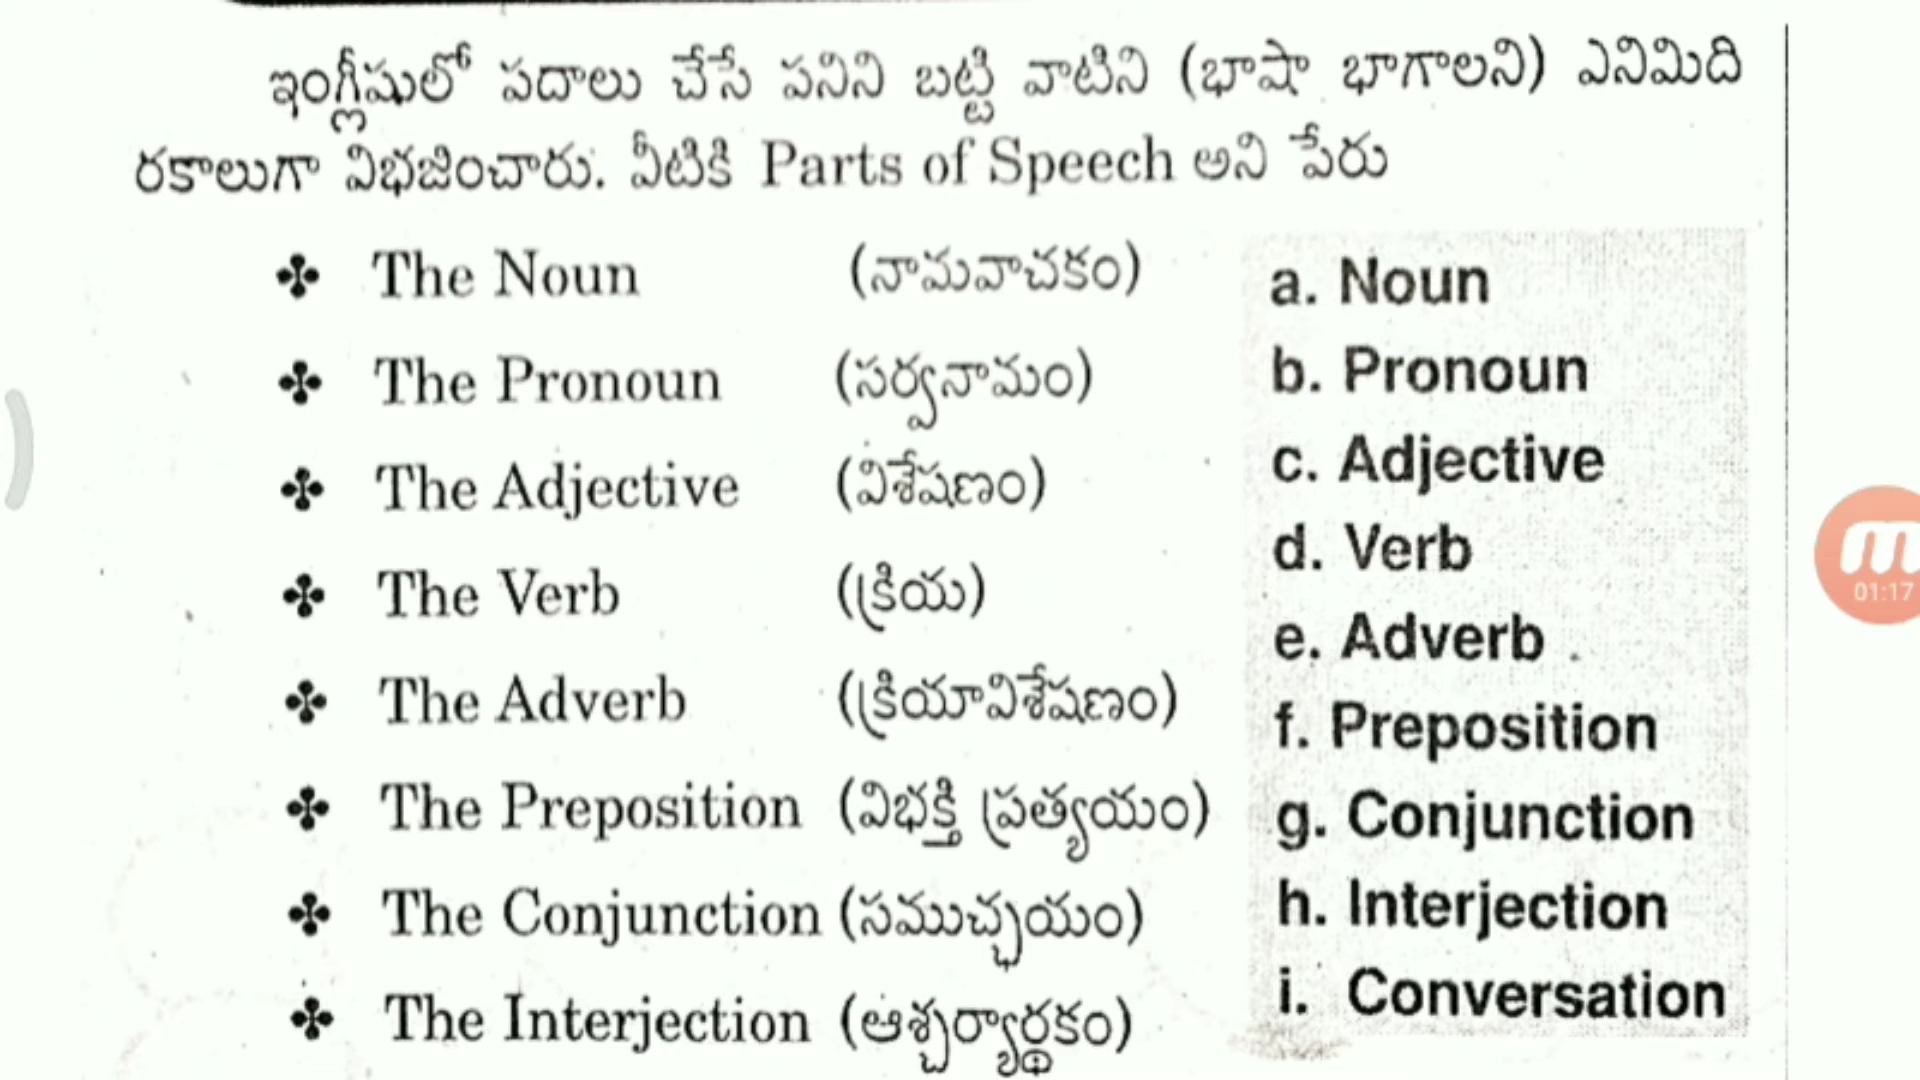 ఇంగ్లీషులో పదాలు చేసే పనిని బట్టి వాటిని (భాషా భాగాలని) ఎనిమిది
రకాలుగా విభజించారు. వీటికి Parts of Speech అని పేరు
✤ The Noun (నామవాచకం)
✤ The Pronoun (సర్వనామం)
✤ The Adjective (విశేషణం)
✤ The Verb (క్రియ)
✤ The Adverb (క్రియావిశేషణం)
✤ The Preposition (విభక్తి ప్రత్యయం)
✤ The Conjunction (సముచ్ఛయం)
✤ The Interjection (ఆశ్చర్యార్థకం)
a. Noun
b. Pronoun
c. Adjective
d. Verb
e. Adverb
f. Preposition
g. Conjunction
h. Interjection
i. Conversation
m
01:17